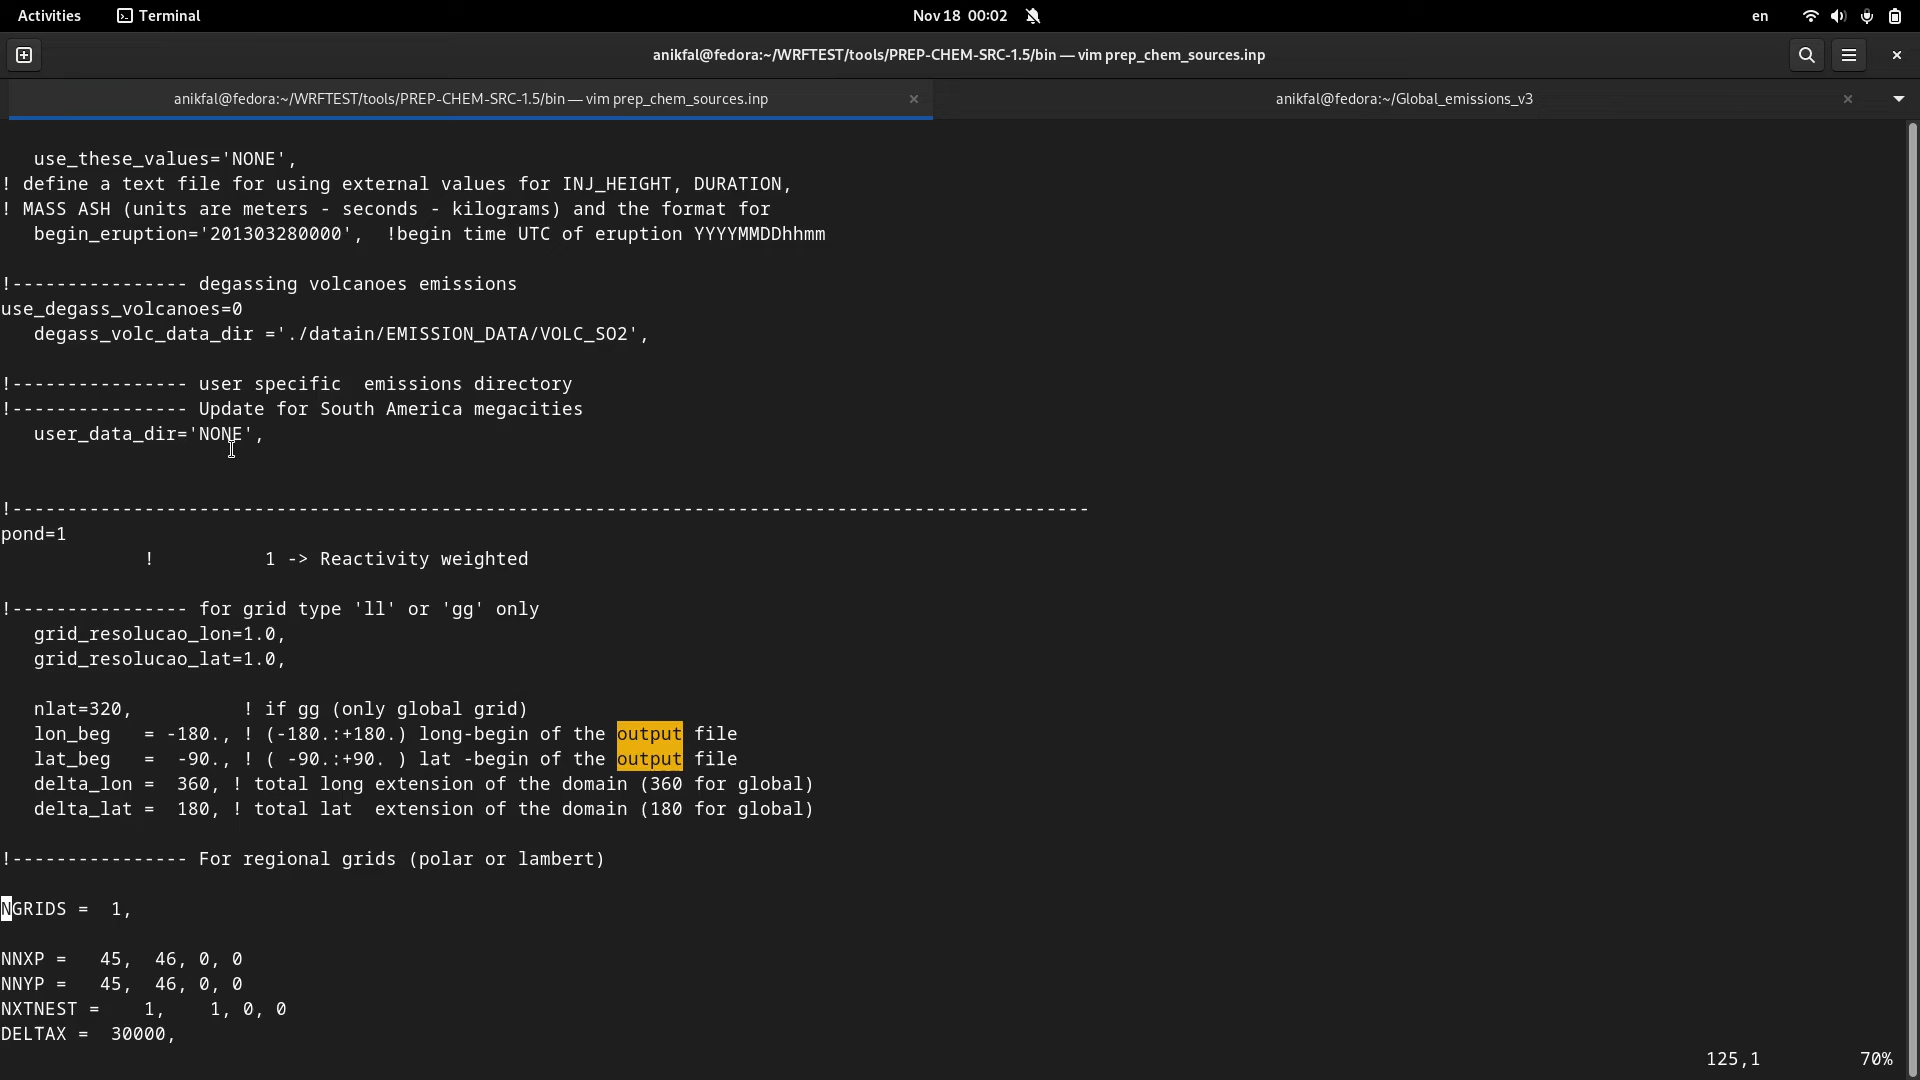 Activities
Terminal
Nov 18 00:02
en
anikfal@fedora:~/WRFTEST/tools/PREP-CHEM-SRC-1.5/bin — vim prep_chem_sources.inp
anikfal@fedora:~/WRFTEST/tools/PREP-CHEM-SRC-1.5/bin — vim prep_chem_sources.inp
anikfal@fedora:~/Global_emissions_v3
   use_these_values='NONE',
! define a text file for using external values for INJ_HEIGHT, DURATION,
! MASS ASH (units are meters - seconds - kilograms) and the format for
   begin_eruption='201303280000',  !begin time UTC of eruption YYYYMMDDhhmm
!---------------- degassing volcanoes emissions
use_degass_volcanoes=0
   degass_volc_data_dir ='./datain/EMISSION_DATA/VOLC_SO2',
!---------------- user specific  emissions directory
!---------------- Update for South America megacities
   user_data_dir='NONE',
!--------------------------------------------------------------------------------------------------
pond=1
             !          1 -> Reactivity weighted
!---------------- for grid type 'll' or 'gg' only
   grid_resolucao_lon=1.0,
   grid_resolucao_lat=1.0,
   nlat=320,          ! if gg (only global grid)
   lon_beg   = -180., ! (-180.:+180.) long-begin of the output file
   lat_beg   =  -90., ! ( -90.:+90. ) lat -begin of the output file
   delta_lon =  360, ! total long extension of the domain (360 for global)
   delta_lat =  180, ! total lat  extension of the domain (180 for global)
!---------------- For regional grids (polar or lambert)
NGRIDS =  1,
NNXP =   45,  46, 0, 0
NNYP =   45,  46, 0, 0
NXTNEST =    1,    1, 0, 0
DELTAX =  30000,
125,1         70%